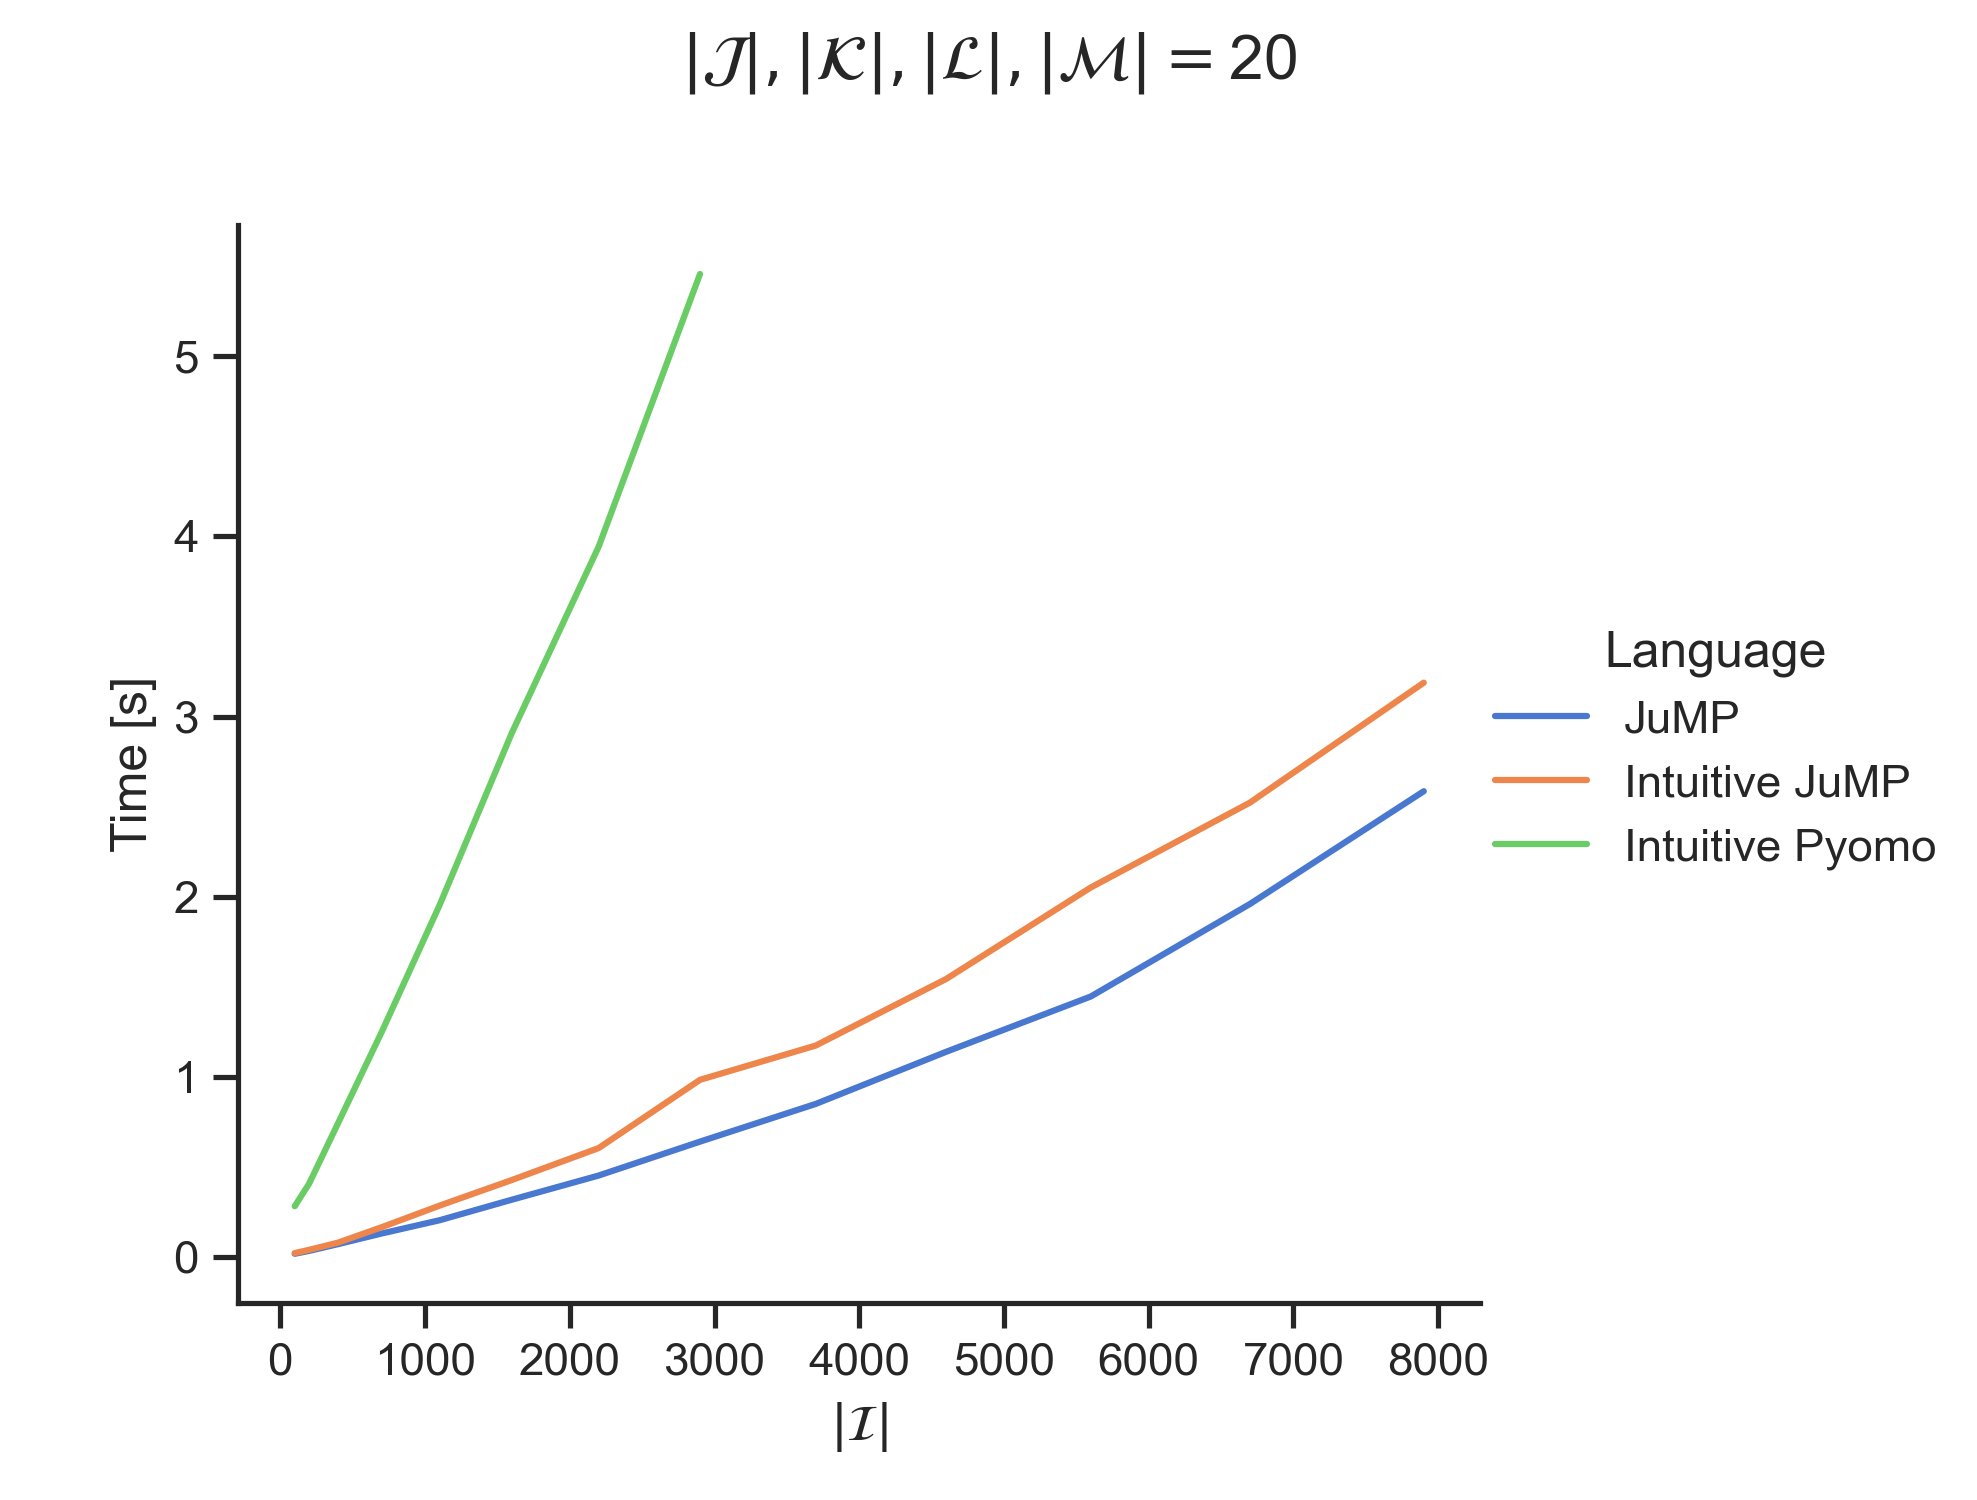 |𝒥|, |𝒦|, |ℒ|, |ℳ| = 20
5
4
3
2
1
0
Time [s]
0 1000 2000 3000 4000 5000 6000 7000 8000
|ℐ|
Language
JuMP
Intuitive JuMP
Intuitive Pyomo